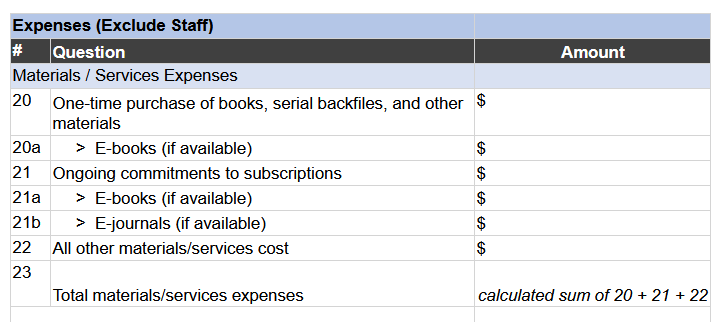 Expenses (Exclude Staff)
# Question Amount
Materials / Services Expenses
20 One-time purchase of books, serial backfiles, and other $
materials
20a > E-books (if available) $
21 Ongoing commitments to subscriptions $
21a > E-books (if available) $
21b > E-journals (if available) $
22 All other materials/services cost $
23
Total materials/services expenses calculated sum of 20 + 21 + 22